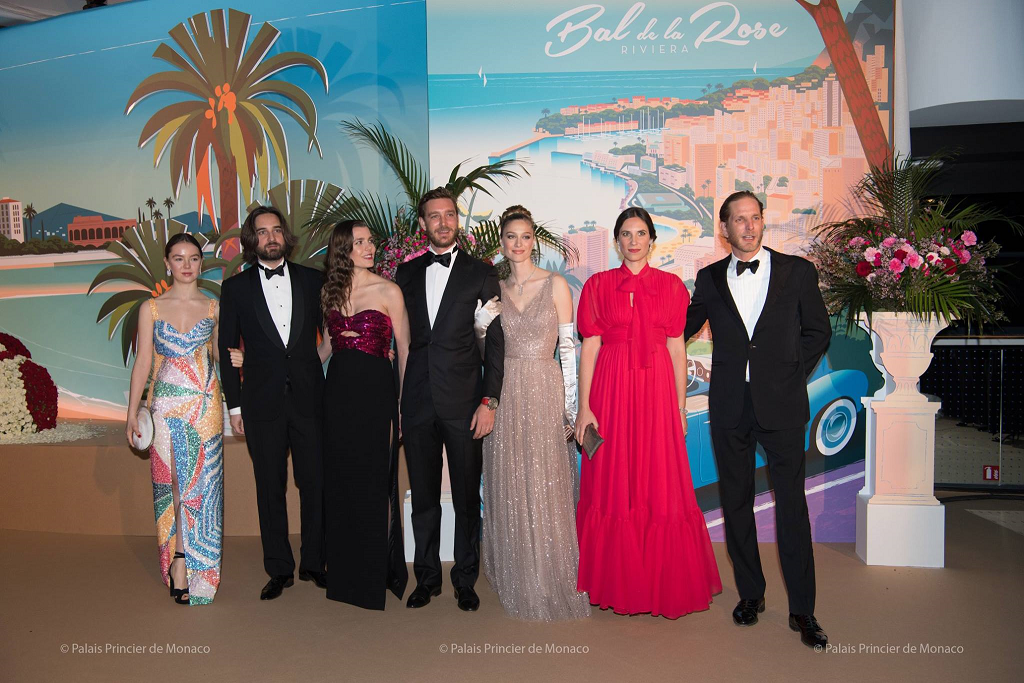 Bal de la Rose
RIVIERA
© Palais Princier de Monaco
© Palais Princier de Monaco
© Palais Princier de Monaco